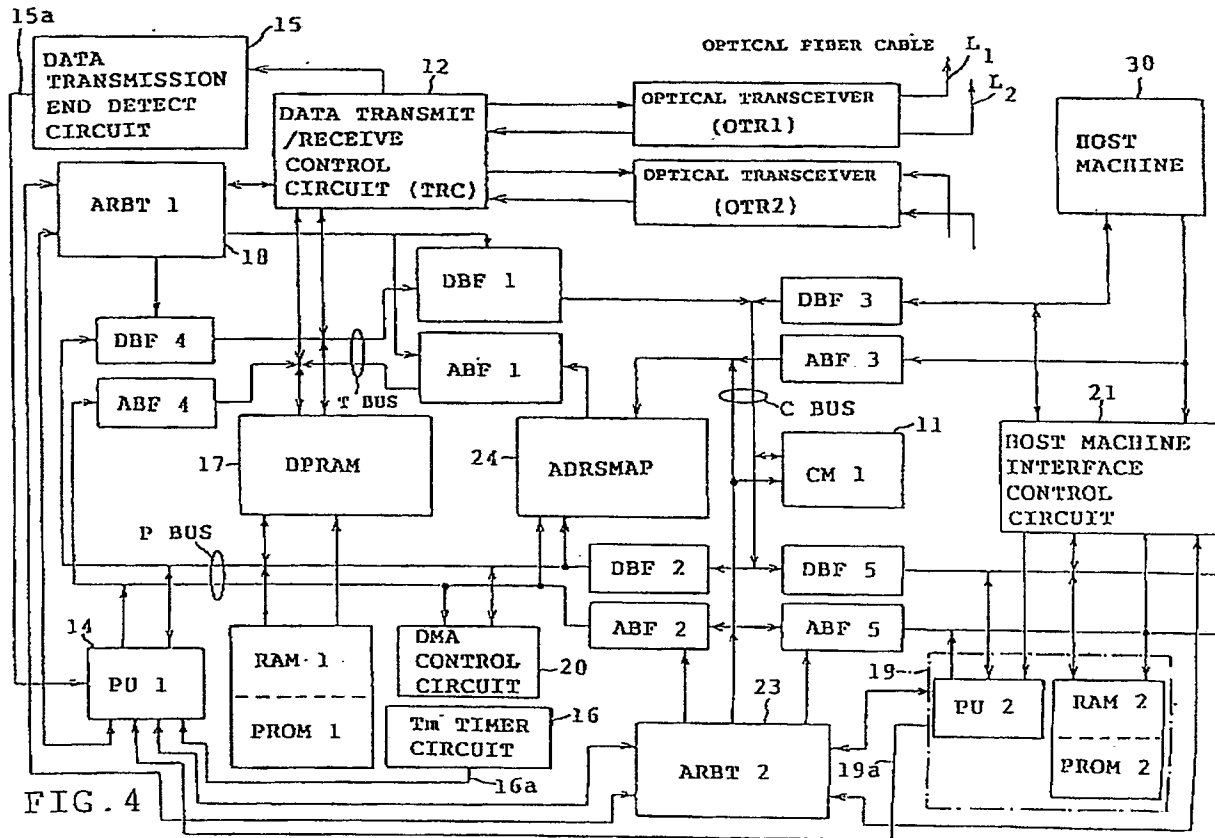 15a
15
DATA
TRANSMISSION
END DETECT
CIRCUIT
12
DATA TRANSMIT
/RECEIVE
CONTROL
CIRCUIT (TRC)
OPTICAL FIBER CABLE
L1
L2
OPTICAL TRANSCEIVER
(OTR1)
OPTICAL TRANSCEIVER
(OTR2)
30
HOST
MACHINE
ARBT 1
18
DBF 1
DBF 3
DBF 4
ABF 1
ABF 3
ABF 4
T BUS
C BUS
17
DPRAM
24
ADRSMAP
11
CM 1
21
HOST MACHINE
INTERFACE
CONTROL
CIRCUIT
P BUS
DBF 2
DBF 5
ABF 2
ABF 5
14
PU 1
RAM 1
PROM 1
DMA
CONTROL
CIRCUIT
20
Tm TIMER
CIRCUIT
16
16a
23
ARBT 2
19
PU 2
19a
RAM 2
PROM 2
FIG.4